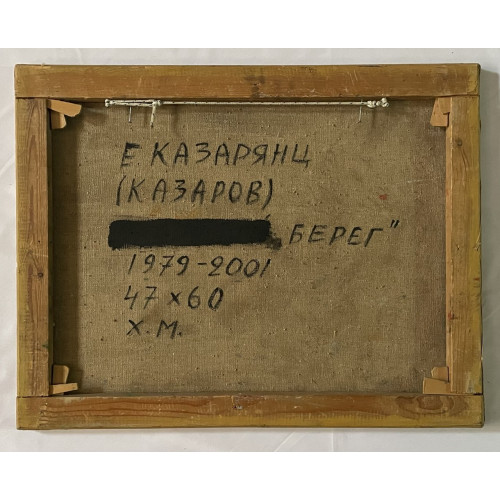 Е КАЗАРЯНЦ
(КАЗАРОВ)
БЕРЕГ"
1979-2001
47×60
Х.М.